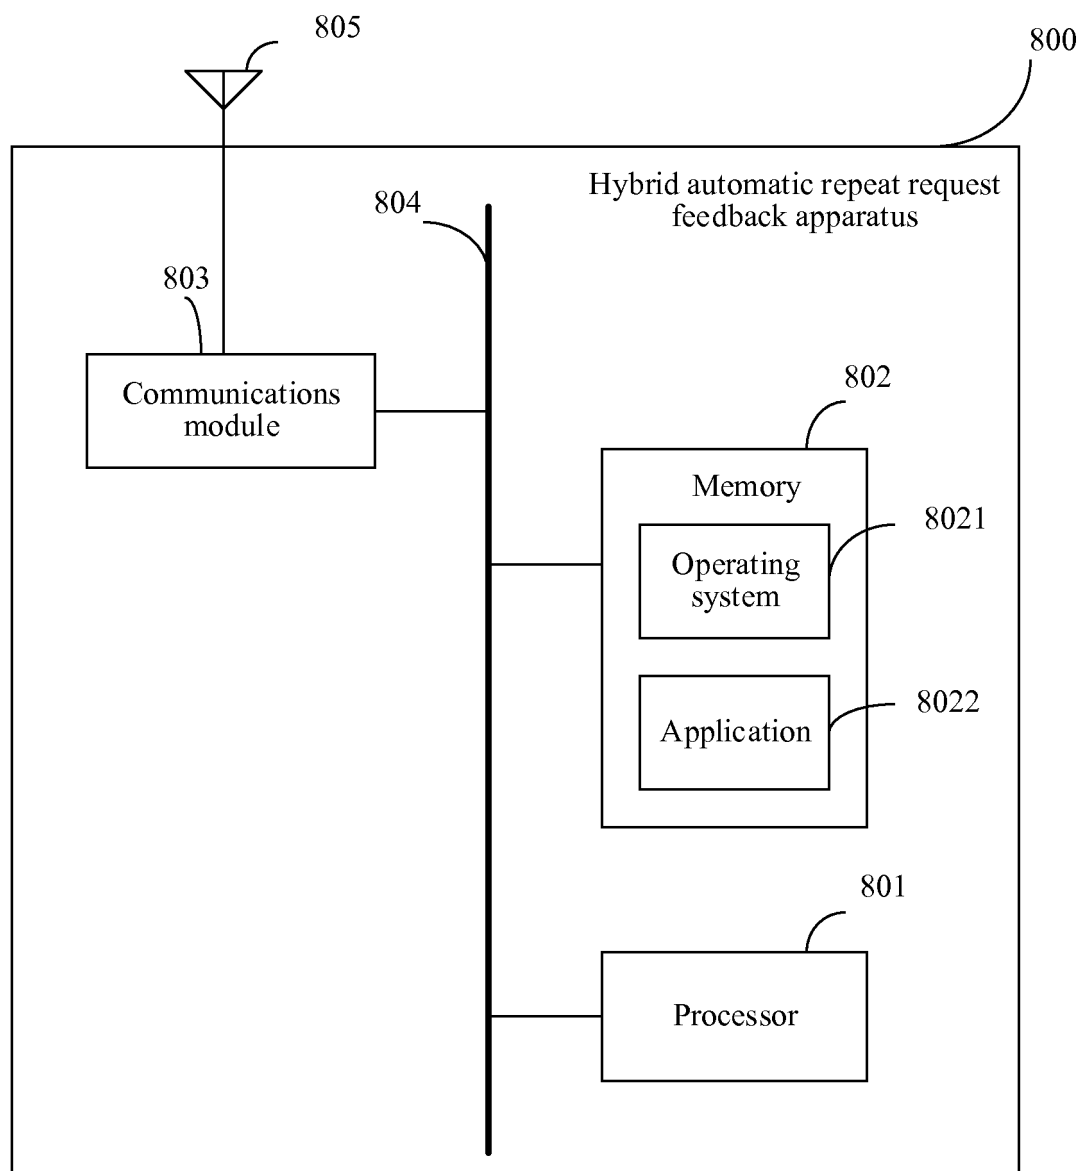 805
800
Hybrid automatic repeat request
feedback apparatus
804
803
Communications
module
802
Memory
8021
Operating
system
8022
Application
801
Processor